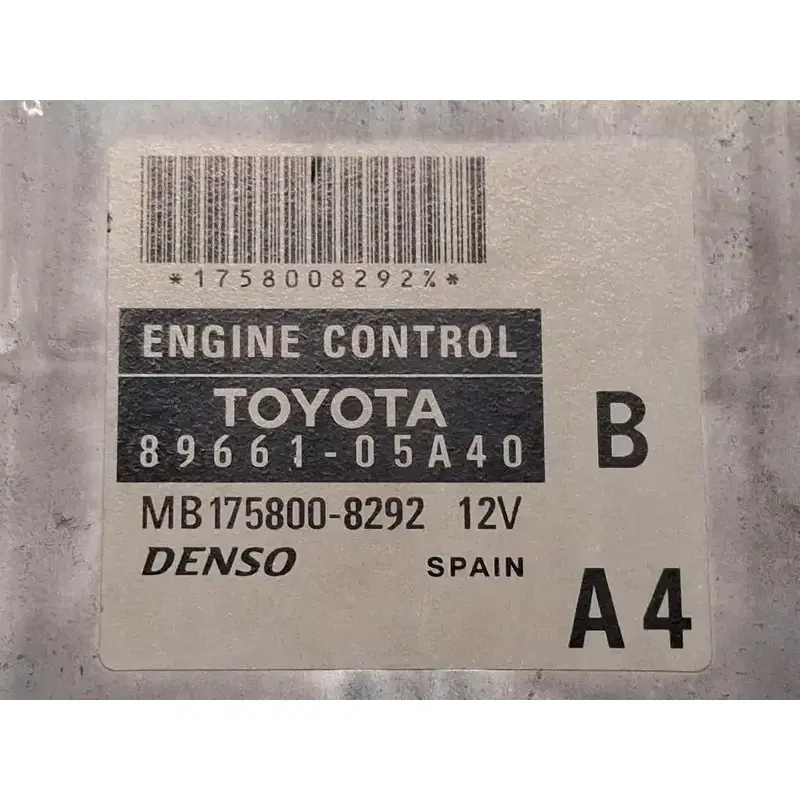 *1758008292%*
ENGINE CONTROL
TOYOTA
89661-05A40
B
MB175800-8292 12V
DENSO SPAIN
A4